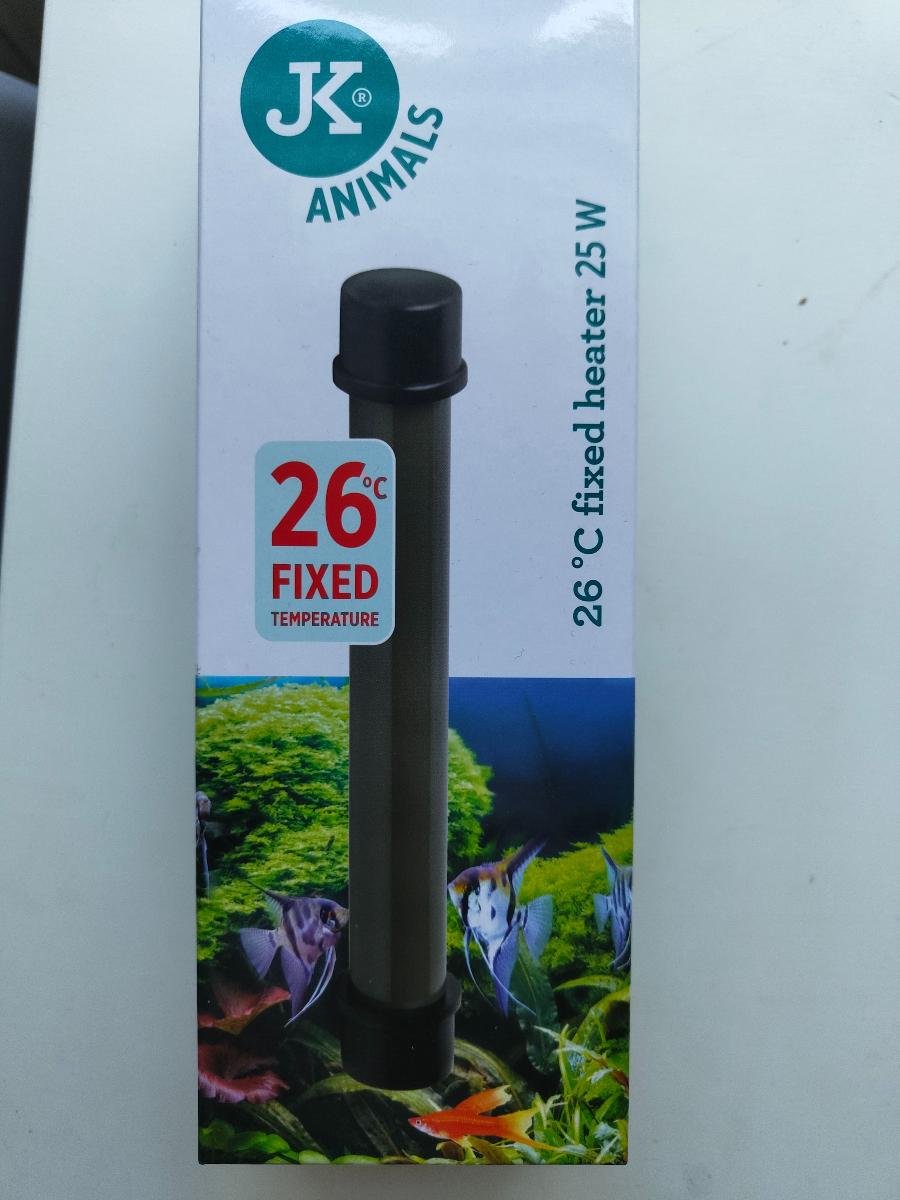 JK®
ANIMALS
26 °C fixed heater 25 W
26°C
FIXED
TEMPERATURE